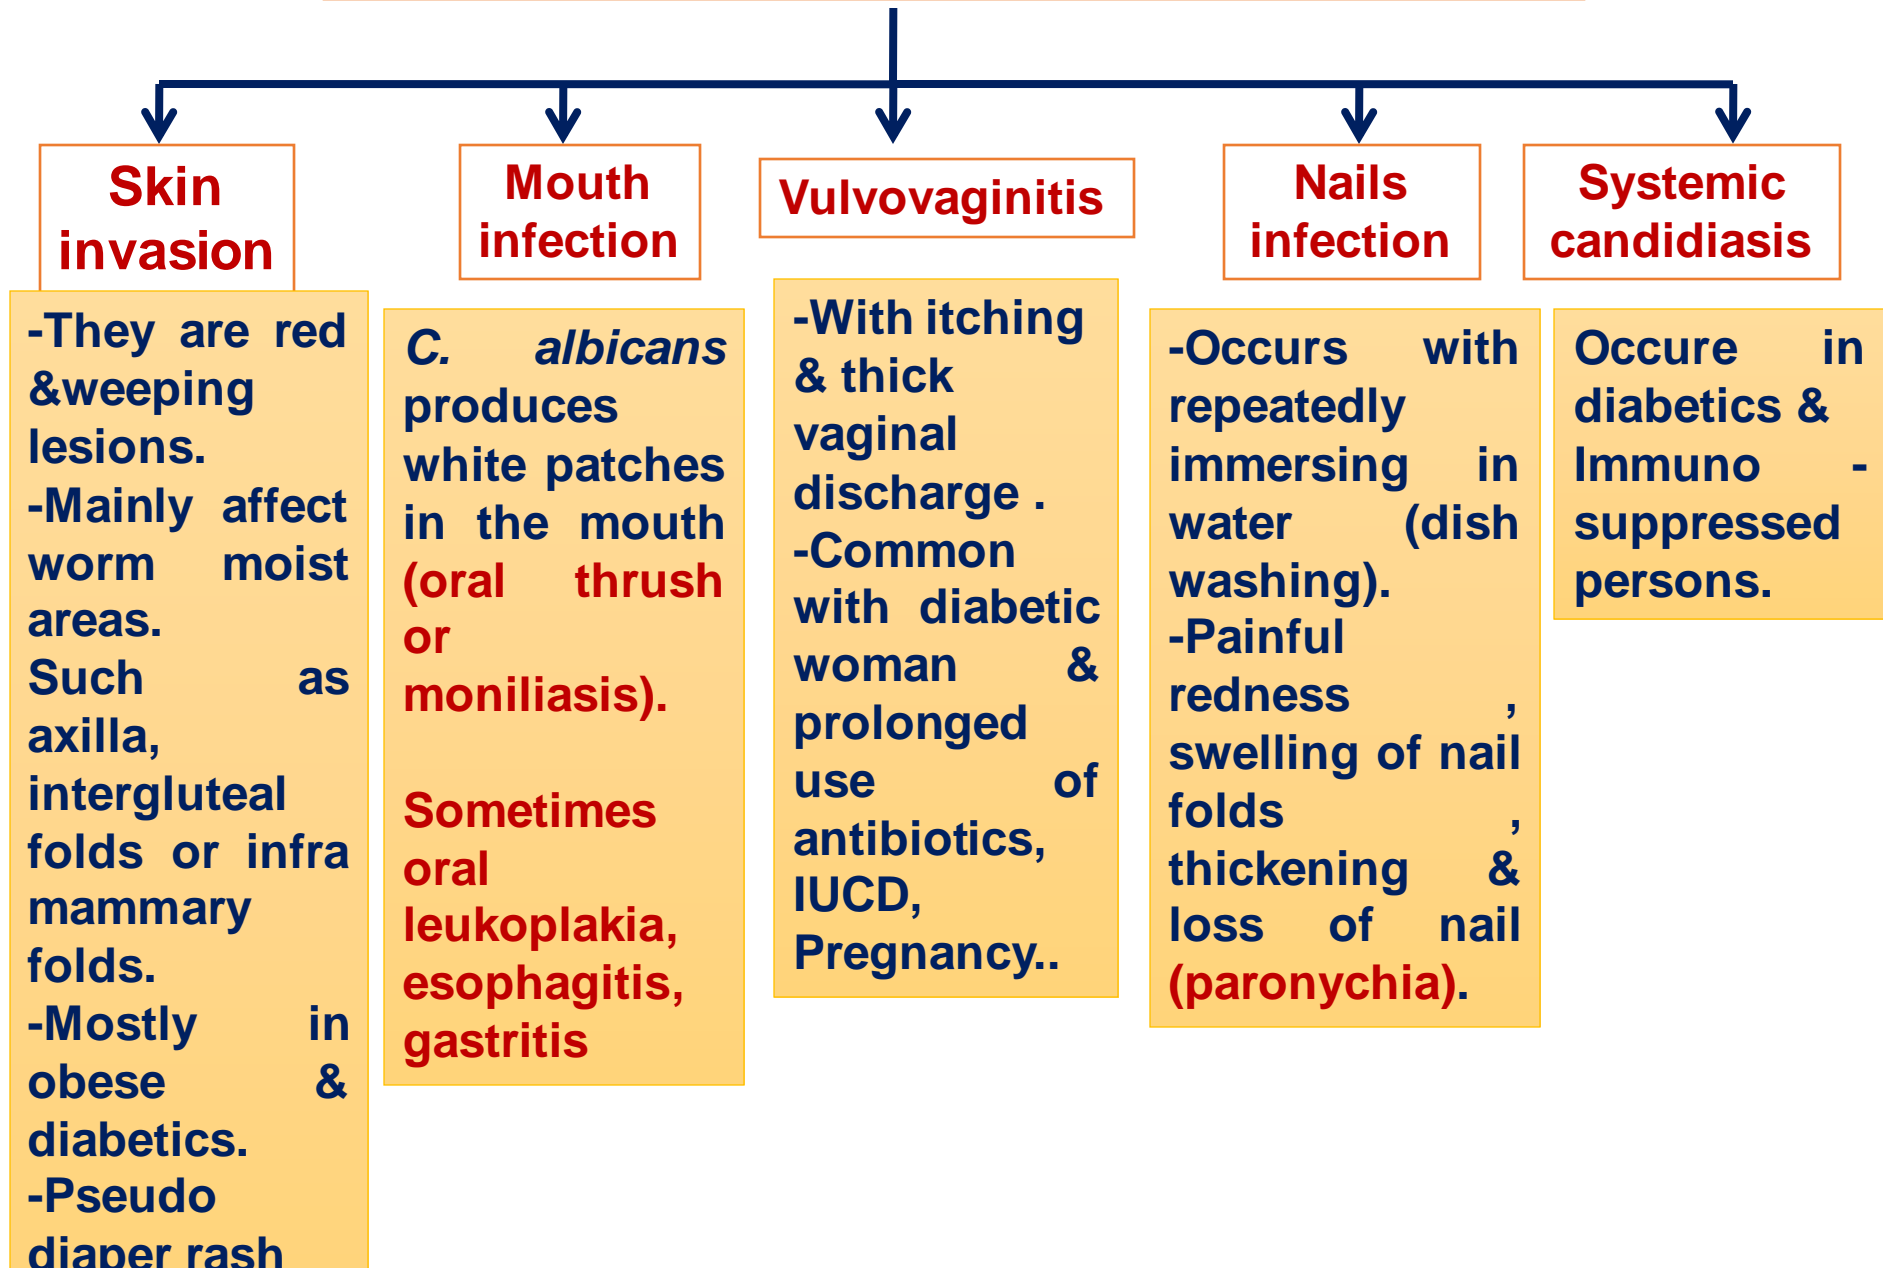 Skin
invasion
-They are red
&weeping
lesions.
-Mainly affect
worm moist
areas.
Such as
axilla,
intergluteal
folds or infra
mammary
folds.
-Mostly in
obese &
diabetics.
-Pseudo
diaper rash
Mouth
infection
C. albicans
produces
white patches
in the mouth
(oral thrush
or
moniliasis).
Sometimes
oral
leukoplakia,
esophagitis,
gastritis
Vulvovaginitis
-With itching
& thick
vaginal
discharge .
-Common
with diabetic
woman &
prolonged
use of
antibiotics,
IUCD,
Pregnancy..
Nails
infection
-Occurs with
repeatedly
immersing in
water (dish
washing).
-Painful
redness ,
swelling of nail
folds ,
thickening &
loss of nail
(paronychia).
Systemic
candidiasis
Occure in
diabetics &
Immuno -
suppressed
persons.